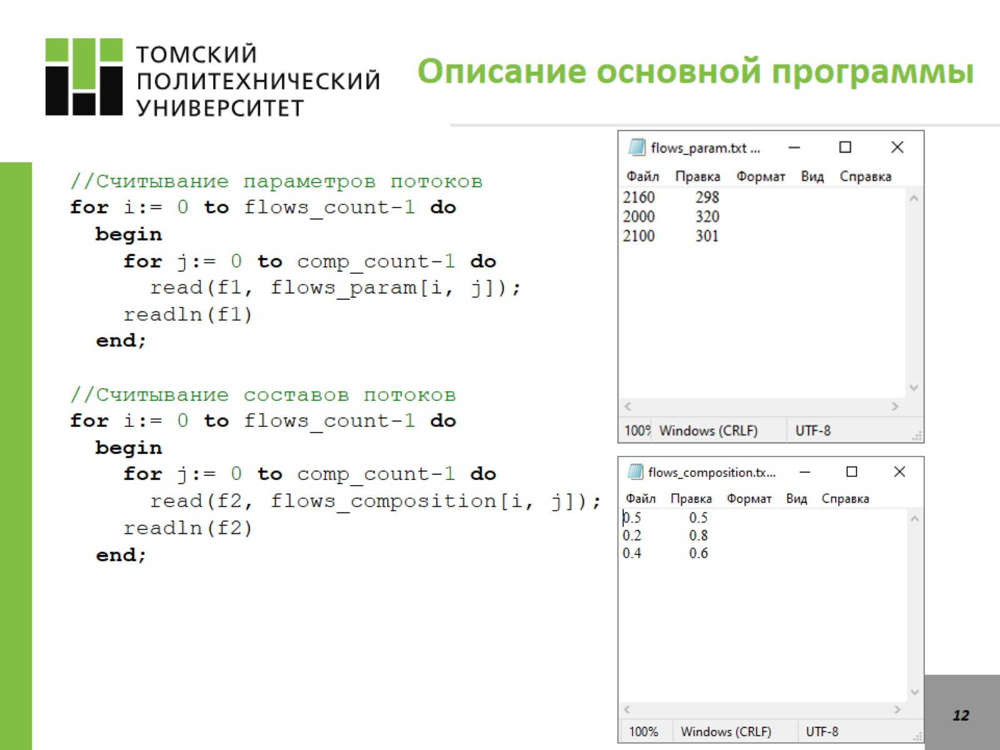 ТОМСКИЙ
ПОЛИТЕХНИЧЕСКИЙ
УНИВЕРСИТЕТ
Описание основной программы
//Считывание параметров потоков
for i:= 0 to flows_count-1 do
begin
for j:= 0 to comp_count-1 do
read(f1, flows_param[i, j]);
readln(f1)
end;
//Считывание составов потоков
for i:= 0 to flows_count-1 do
begin
for j:= 0 to comp_count-1 do
read(f2, flows_composition[i, j]);
readln(f2)
end;
flows_param.txt ...
Файл Правка Формат Вид Справка
2160 298
2000 320
2100 301
100% Windows (CRLF) UTF-8
flows_composition.tx...
Файл Правка Формат Вид Справка
0.5 0.5
0.2 0.8
0.4 0.6
100% Windows (CRLF) UTF-8
12